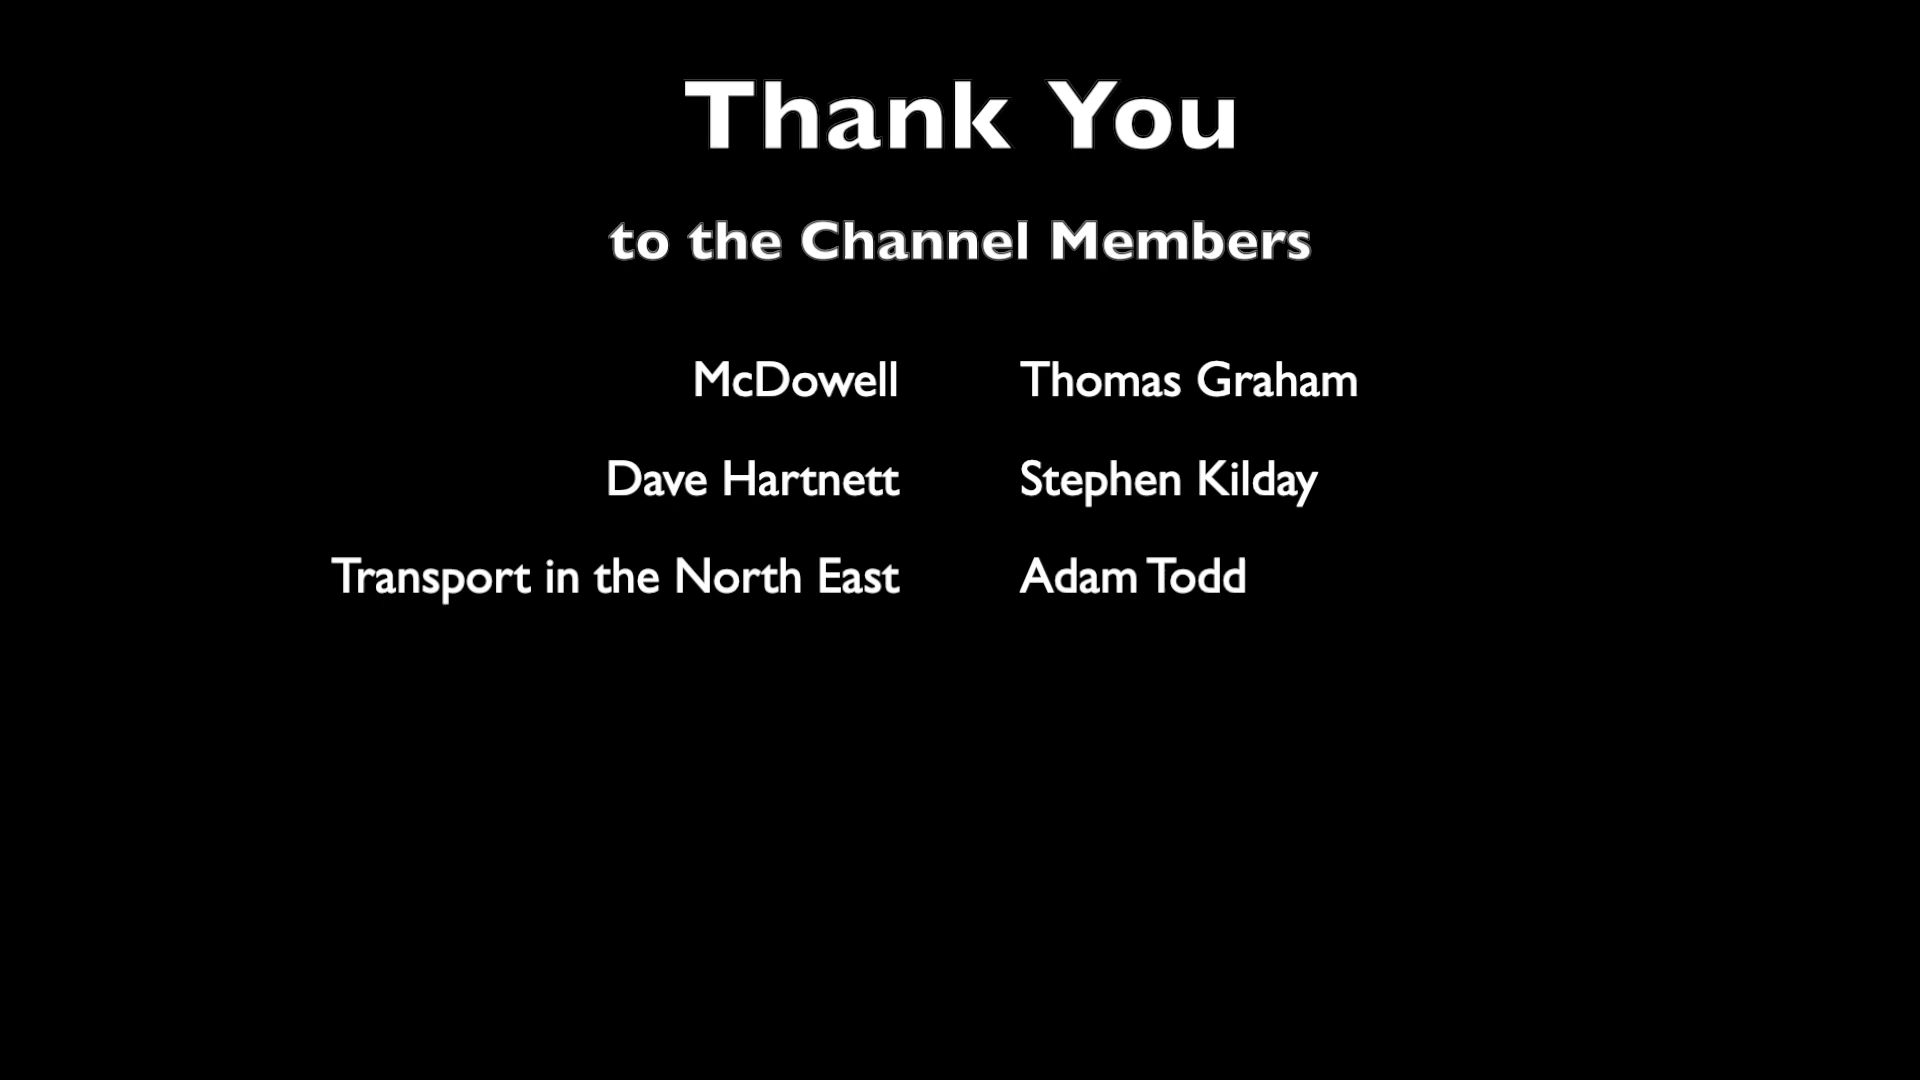 Thank You
to the Channel Members
McDowell Thomas Graham
Dave Hartnett Stephen Kilday
Transport in the North East Adam Todd